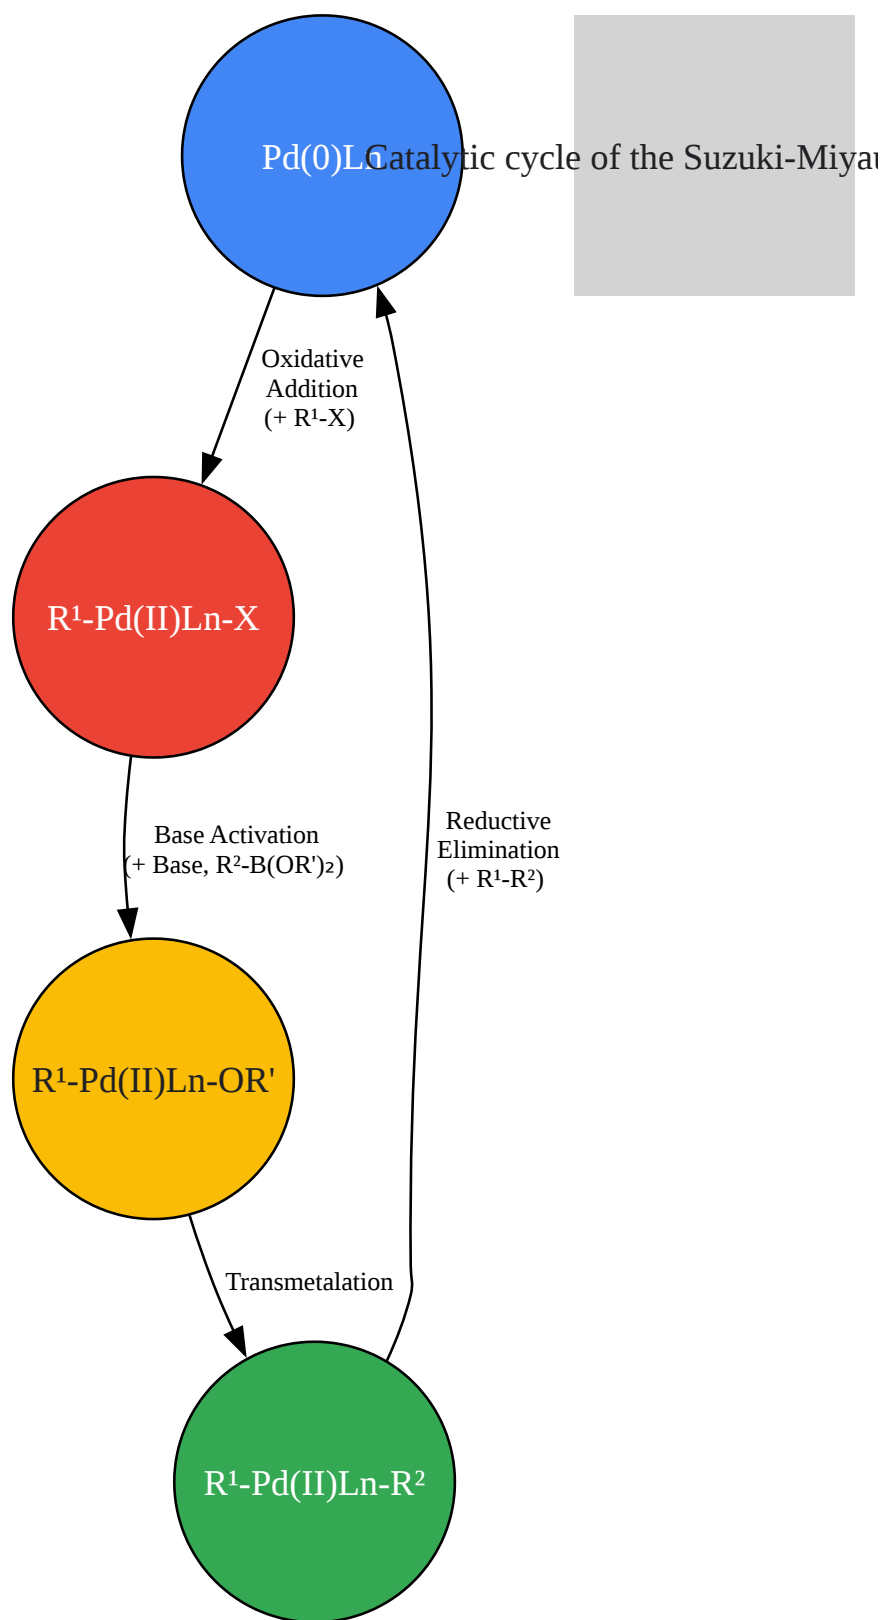 Pd(0)Ln
Catalytic cycle of the Suzuki-Miyau
Oxidative
Addition
(+ R¹-X)
R¹-Pd(II)Ln-X
Base Activation
(+ Base, R²-B(OR')₂)
Reductive
Elimination
(+ R¹-R²)
R¹-Pd(II)Ln-OR'
Transmetalation
R¹-Pd(II)Ln-R²